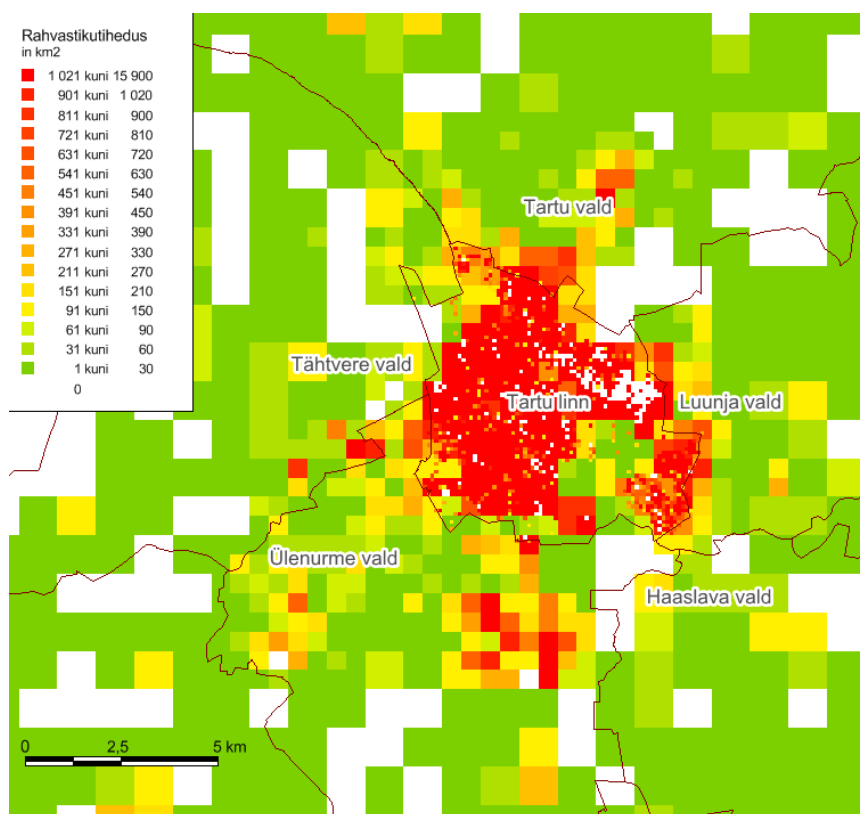 Rahvastikutihedus
in km2
1 021 kuni 15 900
901 kuni 1 020
811 kuni 900
721 kuni 810
631 kuni 720
541 kuni 630
451 kuni 540
391 kuni 450
331 kuni 390
271 kuni 330
211 kuni 270
151 kuni 210
91 kuni 150
61 kuni 90
31 kuni 60
1 kuni 30
0
Tartu vald
Tähtvere vald
Tartu linn
Luunja vald
Ülenurme vald
Haaslava vald
0 2,5 5 km